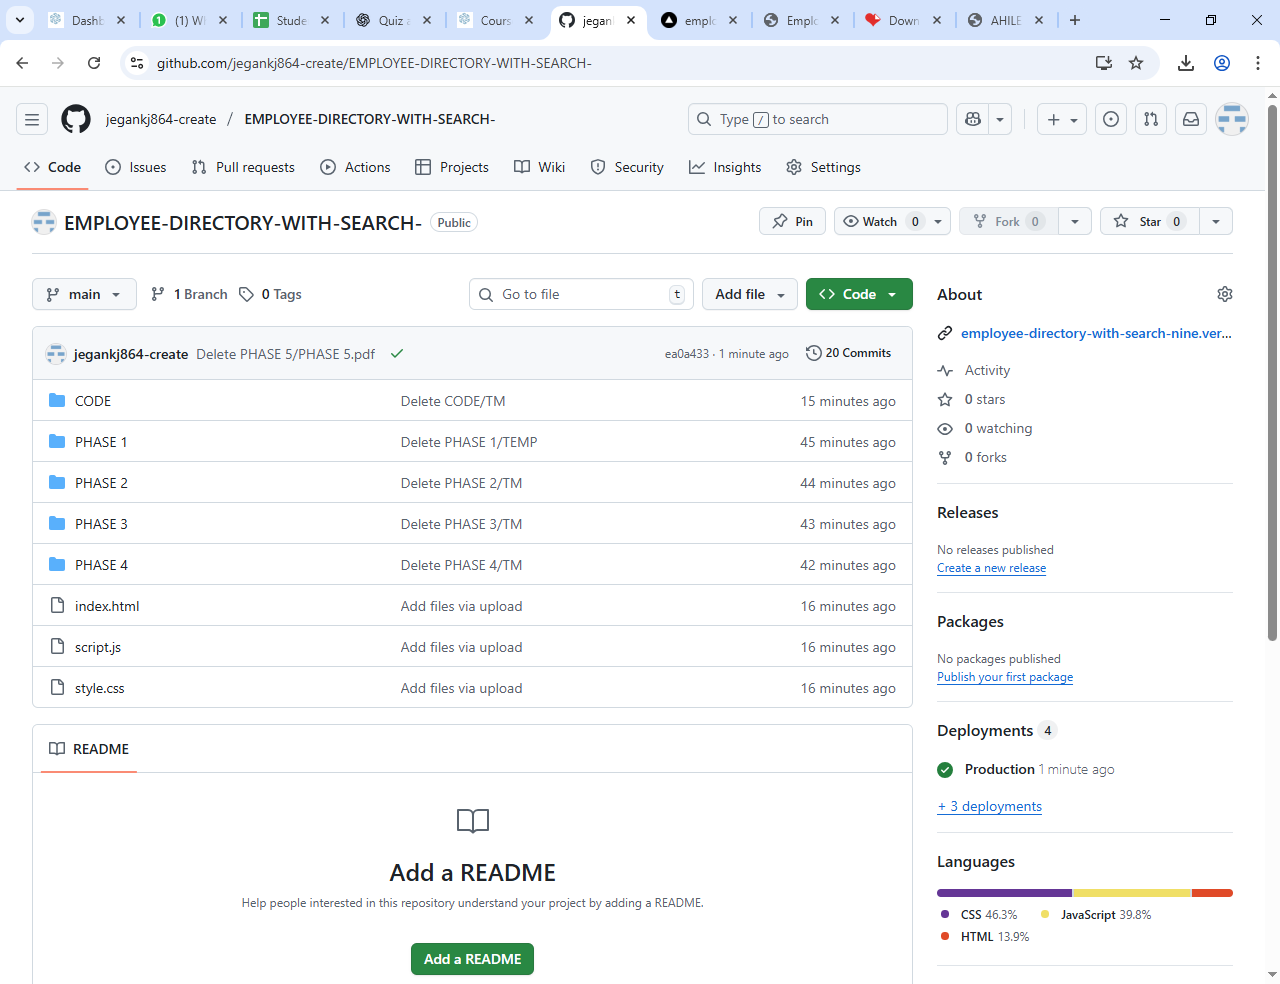 Dashb
(1) W
Stude
Quiz a
Cours
jegan
emplo
Emplo
Down
AHILE
github.com/jegankj864-create/EMPLOYEE-DIRECTORY-WITH-SEARCH-
jegankj864-create / EMPLOYEE-DIRECTORY-WITH-SEARCH-
Type / to search
Code
Issues
Pull requests
Actions
Projects
Wiki
Security
Insights
Settings
EMPLOYEE-DIRECTORY-WITH-SEARCH- Public
Pin
Watch 0
Fork 0
Star 0
main
1 Branch
0 Tags
Go to file t
Add file
Code
jegankj864-create Delete PHASE 5/PHASE 5.pdf ea0a433 · 1 minute ago 20 Commits
CODE Delete CODE/TM 15 minutes ago
PHASE 1 Delete PHASE 1/TEMP 45 minutes ago
PHASE 2 Delete PHASE 2/TM 44 minutes ago
PHASE 3 Delete PHASE 3/TM 43 minutes ago
PHASE 4 Delete PHASE 4/TM 42 minutes ago
index.html Add files via upload 16 minutes ago
script.js Add files via upload 16 minutes ago
style.css Add files via upload 16 minutes ago
README
Add a README
Help people interested in this repository understand your project by adding a README.
Add a README
About
employee-directory-with-search-nine.ver...
Activity
0 stars
0 watching
0 forks
Releases
No releases published
Create a new release
Packages
No packages published
Publish your first package
Deployments 4
Production 1 minute ago
+ 3 deployments
Languages
CSS 46.3% JavaScript 39.8%
HTML 13.9%